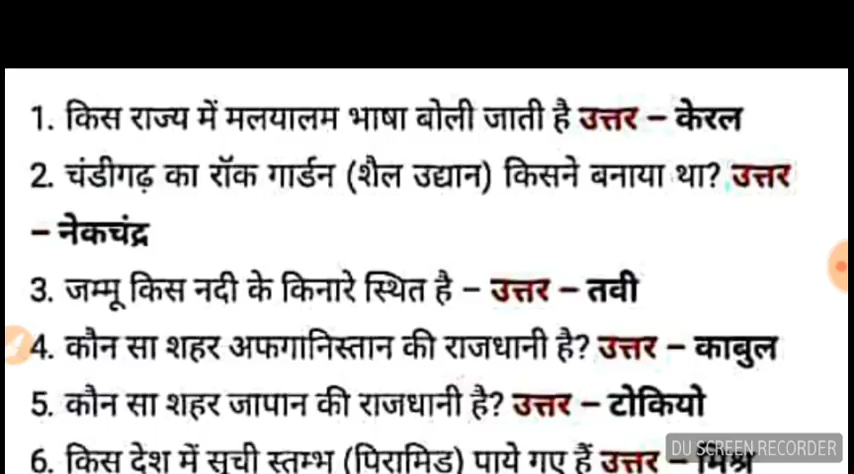 1. किस राज्य में मलयालम भाषा बोली जाती है उत्तर – केरल
2. चंडीगढ़ का रॉक गार्डन (शैल उद्यान) किसने बनाया था? उत्तर
– नेकचंद्र
3. जम्मू किस नदी के किनारे स्थित है – उत्तर – तवी
4. कौन सा शहर अफगानिस्तान की राजधानी है? उत्तर – काबुल
5. कौन सा शहर जापान की राजधानी है? उत्तर – टोकियो
6. किस देश में सूची स्तम्भ (पिरामिड) पाये गए हैं उत्तर –
DU SCREEN RECORDER